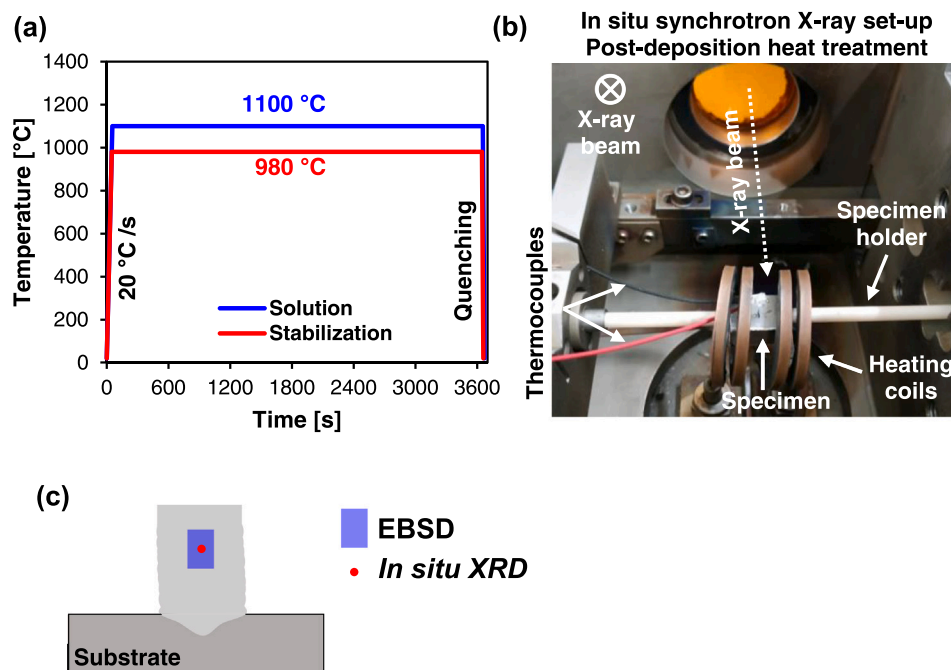 (a)
1400
1200
1000
800
600
400
200
0
Temperature [°C]
1100 °C
980 °C
20 °C /s
Quenching
Solution
Stabilization
0
600
1200
1800
2400
3000
3600
Time [s]
(b)
In situ synchrotron X-ray set-up
Post-deposition heat treatment
X-ray
beam
X-ray beam
Specimen
holder
Thermocouples
Heating
coils
Specimen
(c)
EBSD
In situ XRD
Substrate